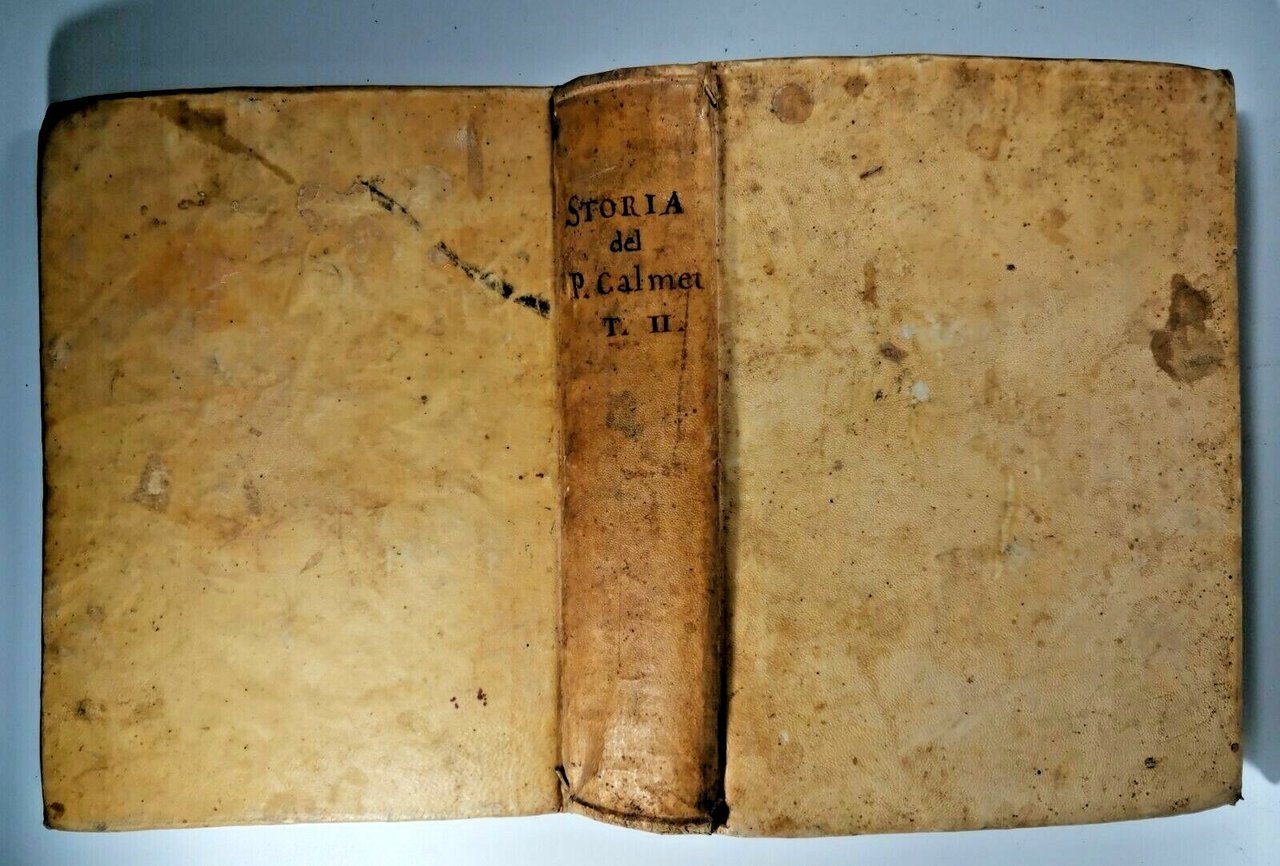 STORIA
del
P. Calmet
T. II.